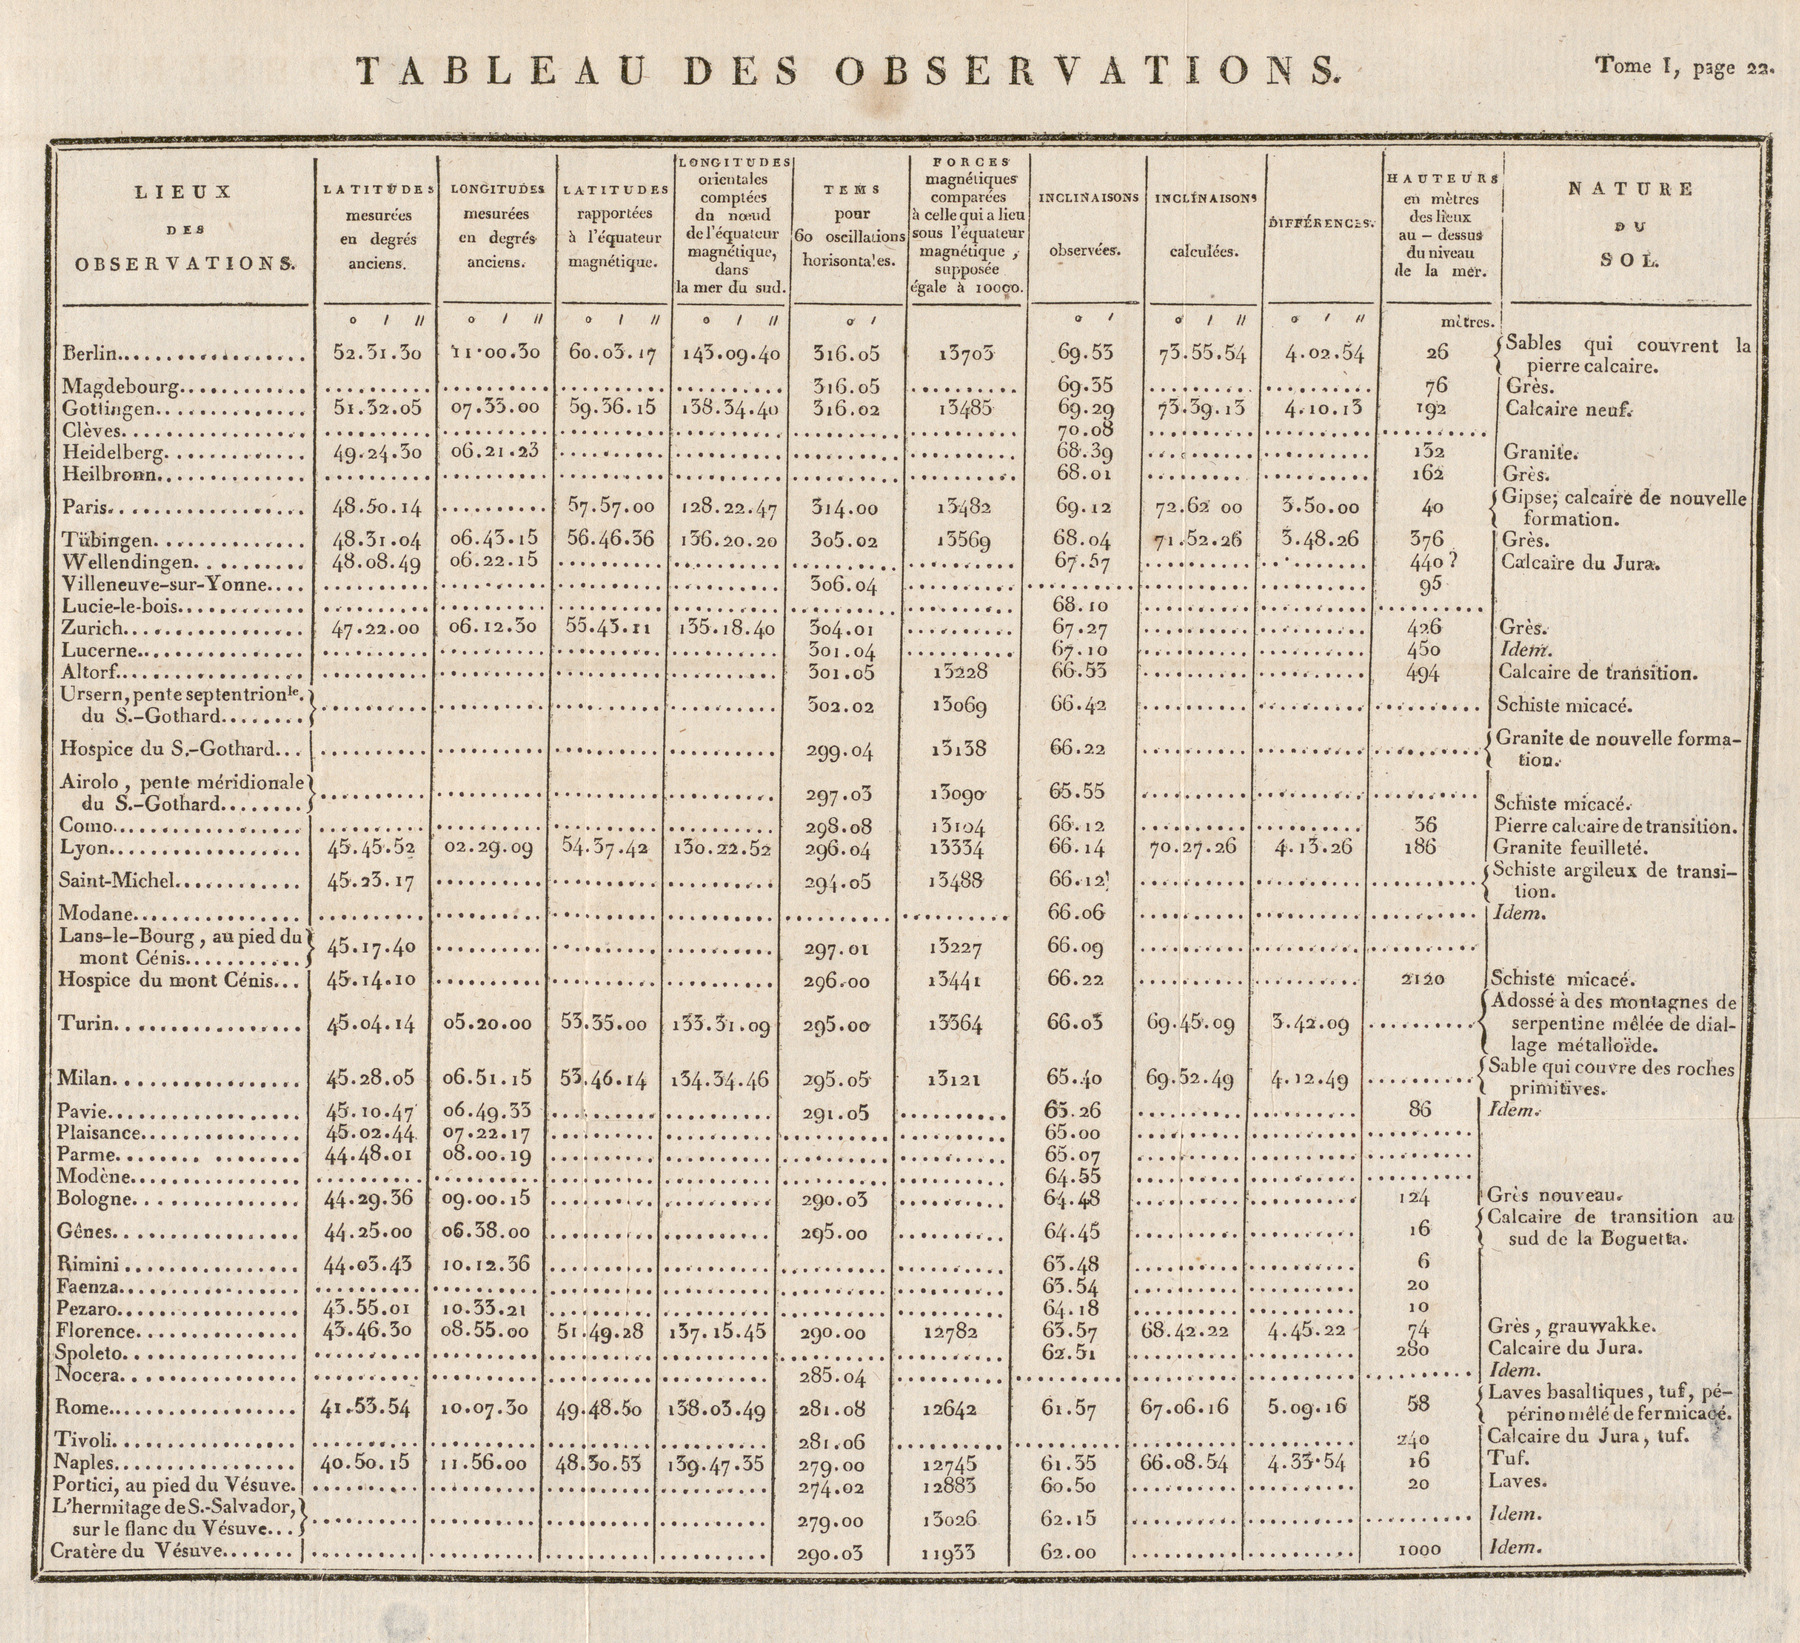 TABLEAU DES OBSERVATIONS.
Tome I, page 22.
LIEUX DES OBSERVATIONS.
LATITUDES mesurées en degrés anciens.
LONGITUDES mesurées en degrés anciens.
LATITUDES rapportées à l'équateur magnétique.
LONGITUDES orientales comptées du nœud de l'équateur magnétique, dans la mer du sud.
TEMS pour 60 oscillations horisontales.
FORCES magnétiques comparées à celle qui a lieu sous l'équateur magnétique, supposée égale à 10000.
INCLINAISONS observées.
INCLINAISONS calculées.
DIFFÉRENCES.
HAUTEURS en mètres des lieux au-dessus du niveau de la mer.
NATURE DU SOL.
° ′ ″ ° ′ ″ ° ′ ″ ° ′ ″ ° ′ ° ′ ° ′ ″ ° ′ ″ mètres.
Berlin 52.31.30 11.00.30 60.03.17 143.09.40 316.05 13703 69.53 73.55.54 4.02.54 26 Sables qui couvrent la
pierre calcaire.
Magdebourg 316.05 69.35 76 Grès.
Gottingen 51.32.05 07.33.00 59.36.15 138.34.40 316.02 13485 69.29 73.39.13 4.10.13 192 Calcaire neuf.
Clèves 70.08
Heidelberg 49.24.30 06.21.23 68.39 132 Granite.
Heilbronn 68.01 162 Grès.
Paris 48.50.14 57.57.00 128.22.47 314.00 13482 69.12 72.62 00 3.50.00 40 Gipse; calcaire de nouvelle
formation.
Tübingen 48.31.04 06.43.15 56.46.36 136.20.20 305.02 13569 68.04 71.52.26 3.48.26 376 Grès.
Wellendingen 48.08.49 06.22.15 67.57 440? Calcaire du Jura.
Villeneuve-sur-Yonne 306.04 95
Lucie-le-bois 68.10
Zurich 47.22.00 06.12.30 55.43.11 135.18.40 304.01 67.27 426 Grès.
Lucerne 301.04 67.10 450 Idem.
Altorf 301.05 13228 66.53 494 Calcaire de transition.
Ursern, pente septentrionle.
du S.-Gothard 302.02 13069 66.42 Schiste micacé.
Hospice du S.-Gothard 299.04 13138 66.22 Granite de nouvelle forma-
tion.
Airolo, pente méridionale
du S.-Gothard 297.03 13090 65.55 Schiste micacé.
Como 298.08 13104 66.12 36 Pierre calcaire de transition.
Lyon 45.45.52 02.29.09 54.37.42 130.22.52 296.04 13334 66.14 70.27.26 4.13.26 186 Granite feuilleté.
Saint-Michel 45.23.17 294.05 13488 66.12 Schiste argileux de transi-
tion.
Modane 66.06 Idem.
Lans-le-Bourg, au pied du
mont Cénis 45.17.40 297.01 13227 66.09
Hospice du mont Cénis 45.14.10 296.00 13441 66.22 2120 Schiste micacé.
Turin 45.04.14 05.20.00 53.35.00 133.31.09 295.00 13364 66.03 69.45.09 3.42.09 Adossé à des montagnes de
serpentine mêlée de dial-
lage métalloïde.
Milan 45.28.05 06.51.15 53.46.14 134.34.46 295.05 13121 65.40 69.52.49 4.12.49 Sable qui couvre des roches
primitives.
Pavie 45.10.47 06.49.33 291.05 65.26 86 Idem.
Plaisance 45.02.44 07.22.17 65.00
Parme 44.48.01 08.00.19 65.07
Modène 64.55
Bologne 44.29.36 09.00.15 290.03 64.48 124 Grès nouveau.
Gênes 44.25.00 06.38.00 295.00 64.45 16 Calcaire de transition au
sud de la Boguetta.
Rimini 44.03.43 10.12.36 63.48 6
Faenza 63.54 20
Pezaro 43.55.01 10.33.21 64.18 10
Florence 43.46.30 08.55.00 51.49.28 137.15.45 290.00 12782 63.57 68.42.22 4.45.22 74 Grès, grauwakke.
Spoleto 62.51 280 Calcaire du Jura.
Nocera 285.04 Idem.
Rome 41.53.54 10.07.30 49.48.50 138.03.49 281.08 12642 61.57 67.06.16 5.09.16 58 Laves basaltiques, tuf, pé-
périno mêlé de fer micacé.
Tivoli 281.06 240 Calcaire du Jura, tuf.
Naples 40.50.15 11.56.00 48.30.53 139.47.35 279.00 12745 61.35 66.08.54 4.33.54 16 Tuf.
Portici, au pied du Vésuve. 274.02 12883 60.50 20 Laves.
L'hermitage de S.-Salvador,
sur le flanc du Vésuve 279.00 13026 62.15 Idem.
Cratère du Vésuve 290.03 11933 62.00 1000 Idem.